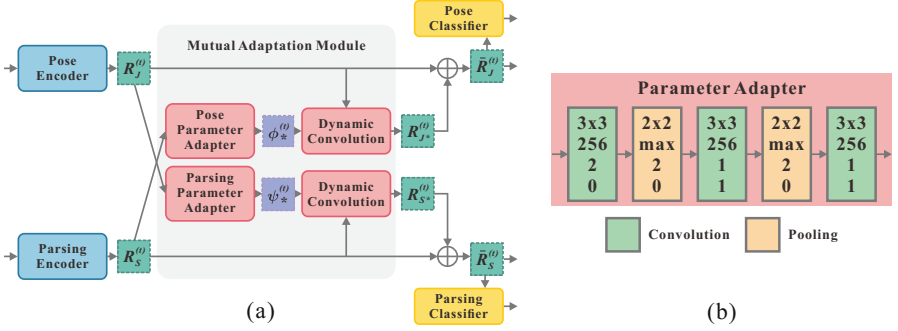 Pose
Classifier
Mutual Adaptation Module
Pose
Encoder
R_J^{(t)}
R̄_J^{(t)}
Pose
Parameter
Adapter
ϕ_*^{(t)}
Dynamic
Convolution
R_{J*}^{(t)}
Parsing
Parameter
Adapter
ψ_*^{(t)}
Dynamic
Convolution
R_{S*}^{(t)}
Parsing
Encoder
R_S^{(t)}
R̄_S^{(t)}
Parsing
Classifier
(a)
Parameter Adapter
3x3
256
2
0
2x2
max
2
0
3x3
256
1
1
2x2
max
2
0
3x3
256
1
1
Convolution
Pooling
(b)